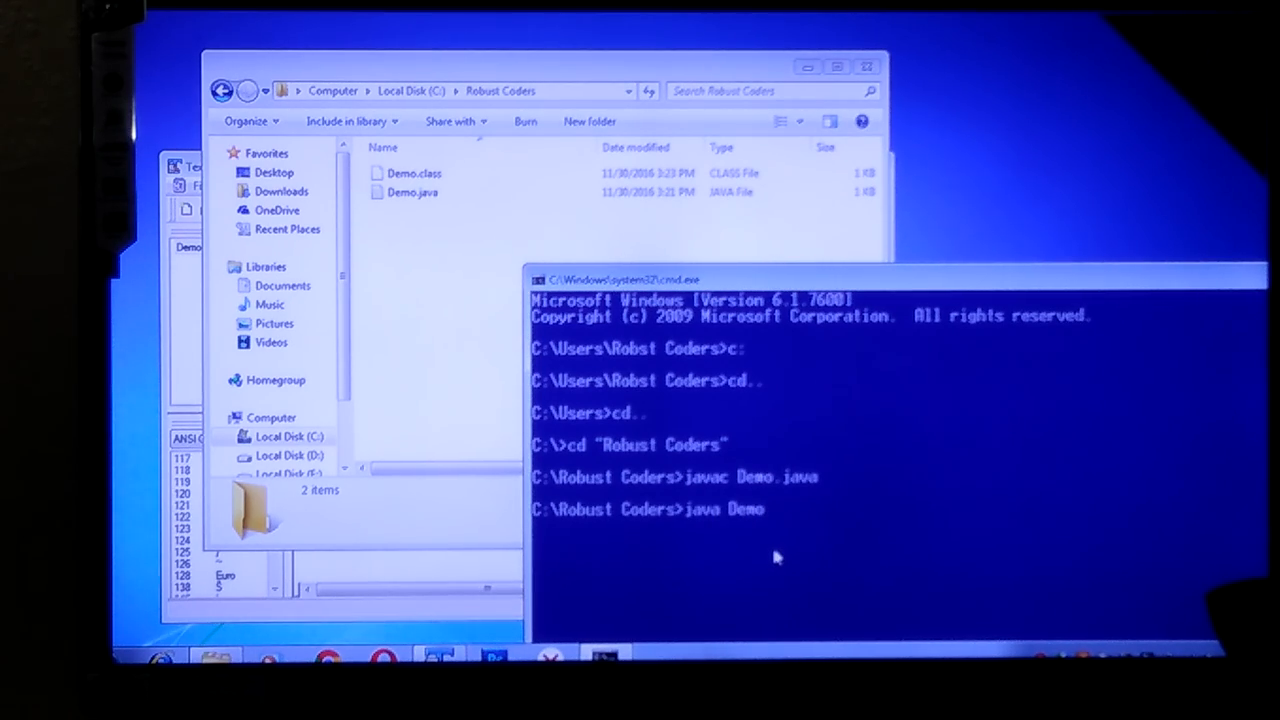 Computer Local Disk (C:) Robust Coders
Search Robust Coders
Organize Include in library Share with Burn New folder
Favorites
Desktop
Downloads
OneDrive
Recent Places
Libraries
Documents
Music
Pictures
Videos
Homegroup
Computer
Local Disk (C:)
Local Disk (D:)
Name Date modified Type Size
Demo.class 11/30/2016 3:23 PM CLASS File 1 KB
Demo.java 11/30/2016 3:21 PM JAVA File 1 KB
2 items
Demo
117
118
119
120
121
122
123
124
125
126 ~
128 Euro
138 Š
C:\Windows\system32\cmd.exe
Microsoft Windows [Version 6.1.7600]
Copyright (c) 2009 Microsoft Corporation. All rights reserved.
C:\Users\Robst Coders>c:
C:\Users\Robst Coders>cd..
C:\Users>cd..
C:\>cd "Robust Coders"
C:\Robust Coders>javac Demo.java
C:\Robust Coders>java Demo